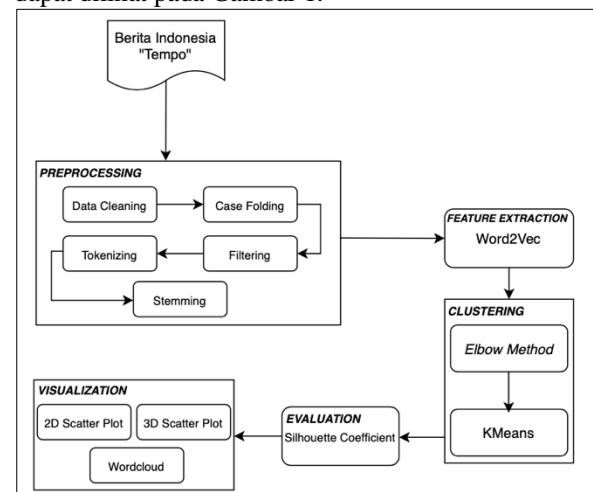 dapat dilihat pada Gambar 1.
Berita Indonesia
"Tempo"
PREPROCESSING
Data Cleaning
Case Folding
Filtering
Tokenizing
Stemming
FEATURE EXTRACTION
Word2Vec
CLUSTERING
Elbow Method
KMeans
EVALUATION
Silhouette Coefficient
VISUALIZATION
2D Scatter Plot
3D Scatter Plot
Wordcloud